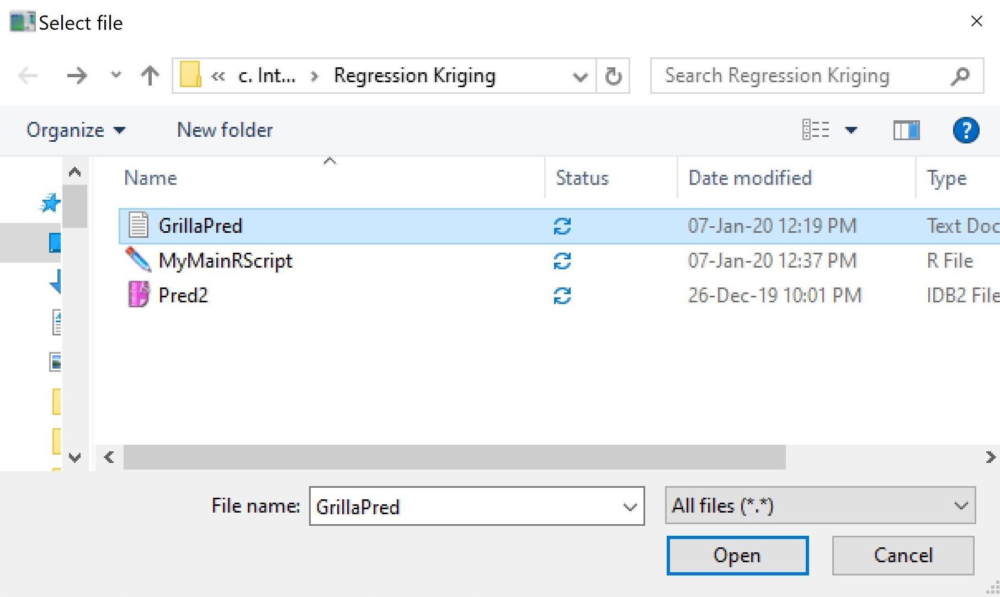 Select file
« c. Int... > Regression Kriging
Search Regression Kriging
Organize
New folder
?
Name
Status
Date modified
Type
GrillaPred
07-Jan-20 12:19 PM
Text Doc
MyMainRScript
07-Jan-20 12:37 PM
R File
Pred2
26-Dec-19 10:01 PM
IDB2 File
File name:
GrillaPred
All files (*.*)
Open
Cancel